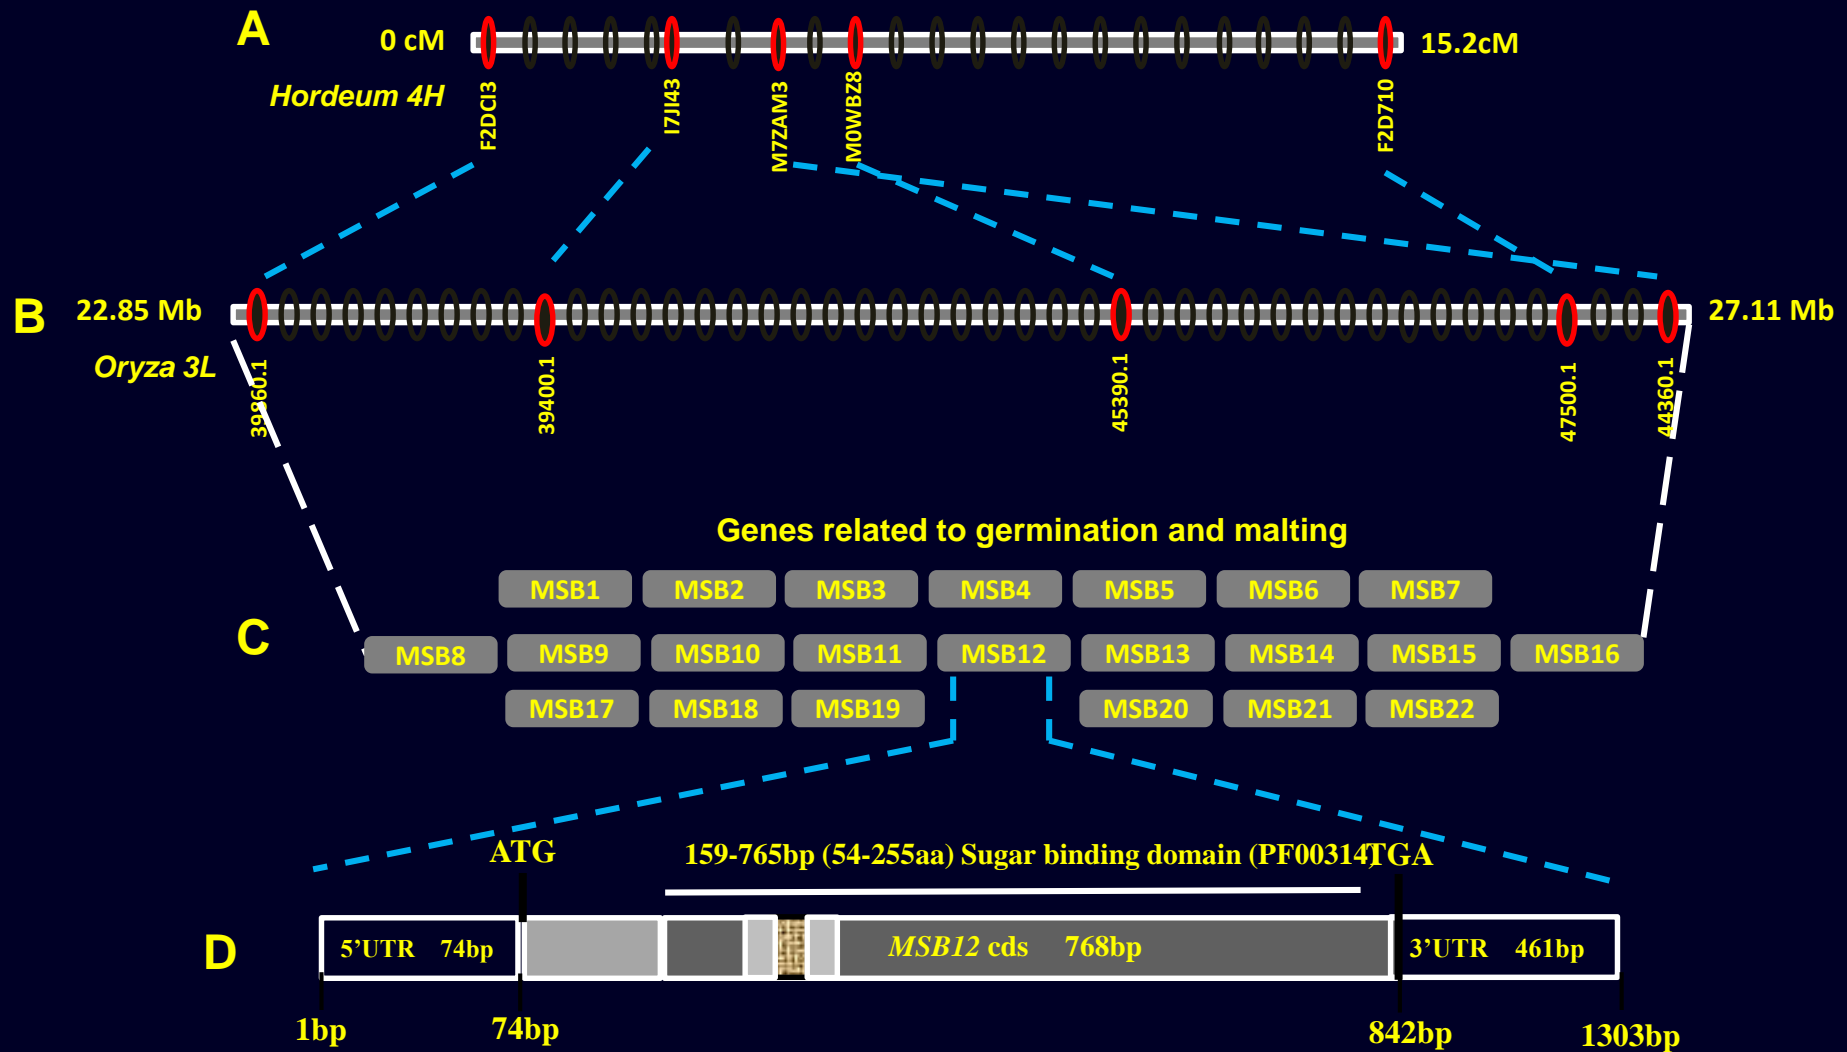 A
0 cM
15.2cM
Hordeum 4H
F2DCI3
I7JI43
M7ZAM3
M0WBZ8
F2D710
B
22.85 Mb
27.11 Mb
Oryza 3L
39860.1
39400.1
45390.1
47500.1
44360.1
Genes related to germination and malting
MSB1 MSB2 MSB3 MSB4 MSB5 MSB6 MSB7
C
MSB8 MSB9 MSB10 MSB11 MSB12 MSB13 MSB14 MSB15 MSB16
MSB17 MSB18 MSB19 MSB20 MSB21 MSB22
ATG
159-765bp (54-255aa) Sugar binding domain (PF00314)
TGA
D
5’UTR 74bp
MSB12 cds 768bp
3’UTR 461bp
1bp
74bp
842bp
1303bp